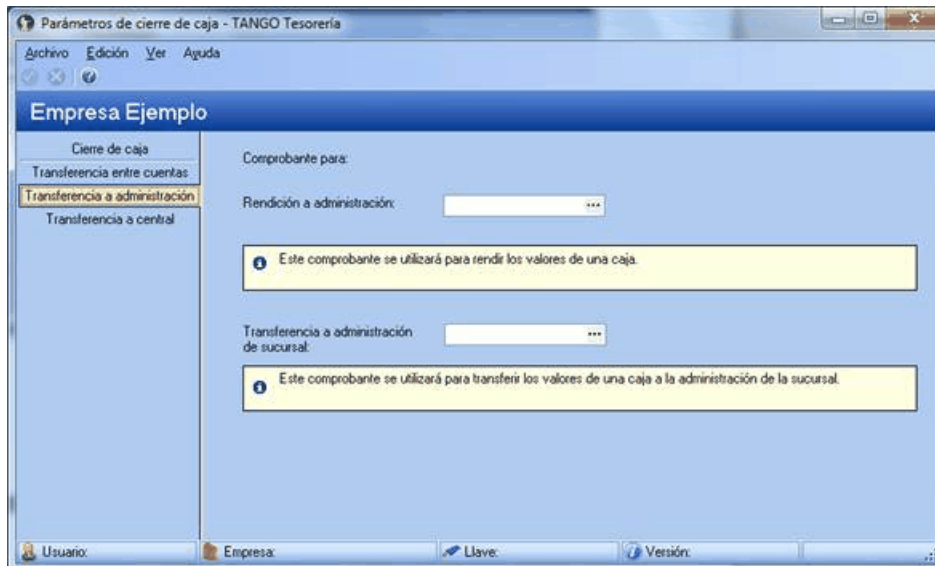 Parámetros de cierre de caja - TANGO Tesorería
Archivo Edición Ver Ayuda
Empresa Ejemplo
Cierre de caja
Transferencia entre cuentas
Transferencia a administración
Transferencia a central
Comprobante para:
Rendición a administración:
Este comprobante se utilizará para rendir los valores de una caja.
Transferencia a administración
de sucursal:
Este comprobante se utilizará para transferir los valores de una caja a la administración de la sucursal.
Usuario: Empresa: Llave: Versión: